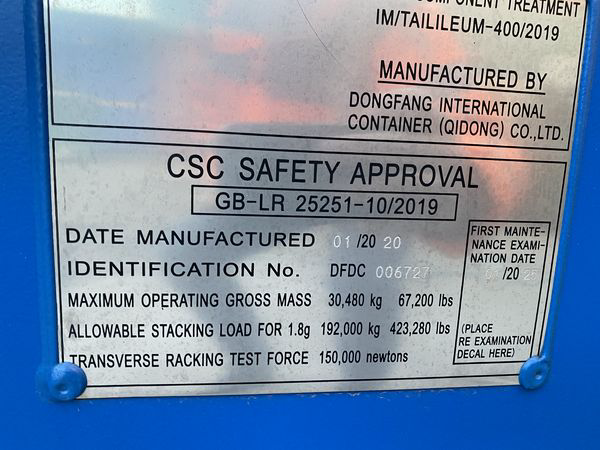 COMPONENT TREATMENT
IM/TAILILEUM-400/2019
MANUFACTURED BY
DONGFANG INTERNATIONAL
CONTAINER (QIDONG) CO.,LTD.
CSC SAFETY APPROVAL
GB-LR 25251-10/2019
DATE MANUFACTURED 01/20 20
IDENTIFICATION No. DFDC 006727
MAXIMUM OPERATING GROSS MASS 30,480 kg 67,200 lbs
ALLOWABLE STACKING LOAD FOR 1.8g 192,000 kg 423,280 lbs
TRANSVERSE RACKING TEST FORCE 150,000 newtons
FIRST MAINTE-
NANCE EXAMI-
NATION DATE
/20
(PLACE
RE EXAMINATION
DECAL HERE)